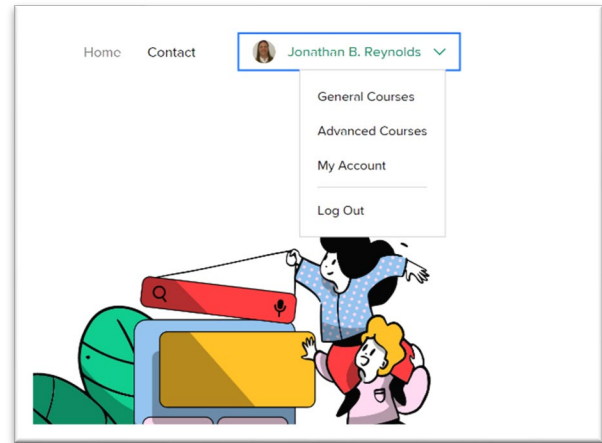 Home Contact Jonathan B. Reynolds
General Courses
Advanced Courses
My Account
Log Out